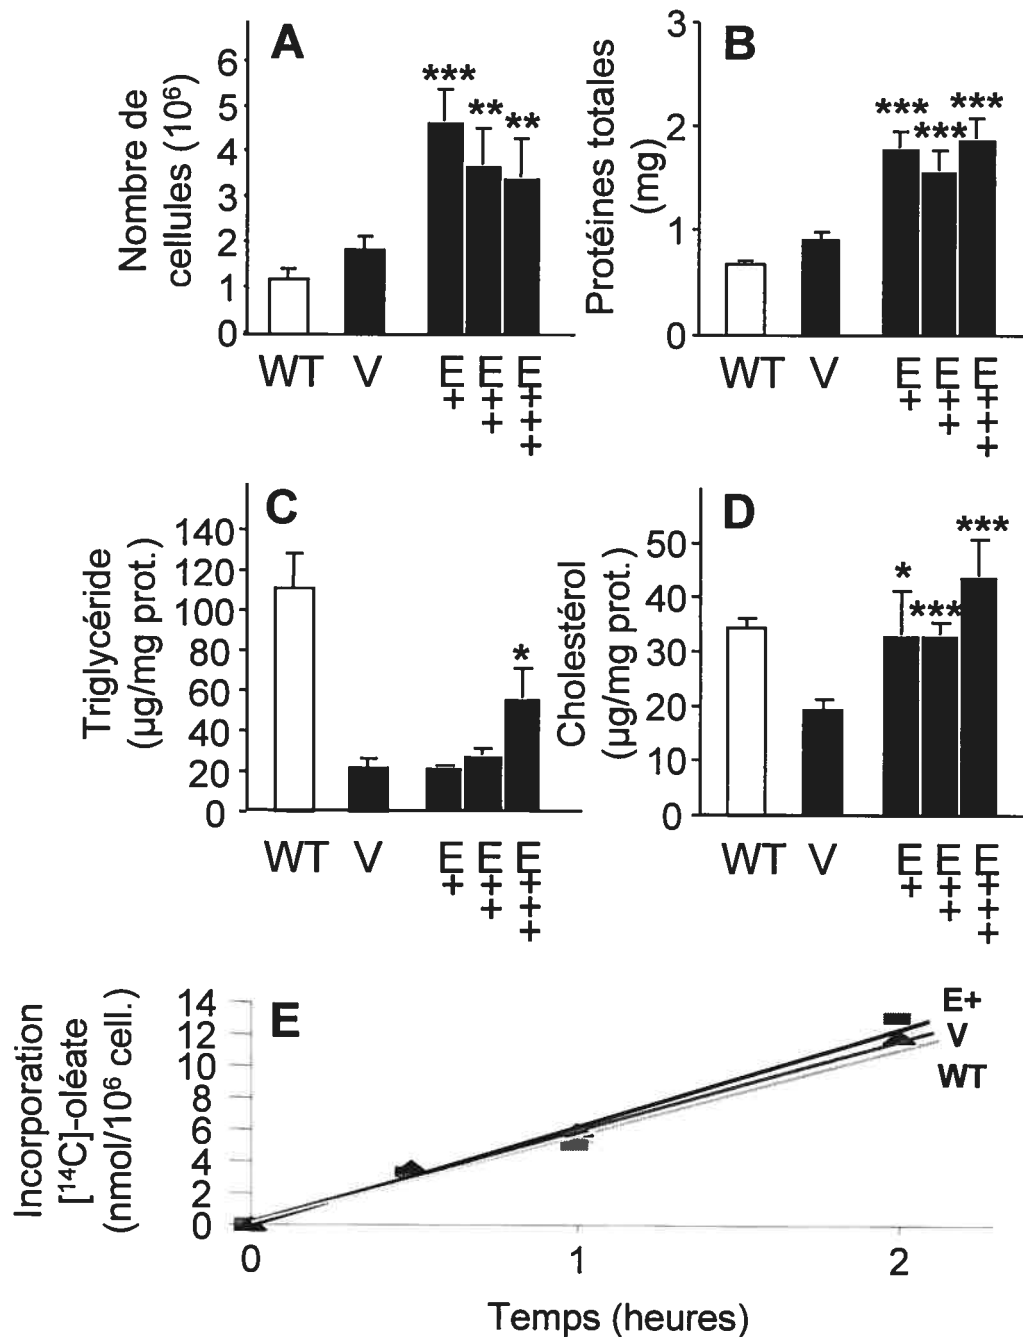 A
Nombre de
cellules (10⁶)
6
5
4
3
2
1
0
***
**
**
WT V E+ E++ E+++
B
Protéines totales
(mg)
3
2
1
0
***
***
***
WT V E+ E++ E+++
C
Triglycéride
(µg/mg prot.)
140
120
100
80
60
40
20
0
*
WT V E+ E++ E+++
D
Cholestérol
(µg/mg prot.)
50
40
30
20
10
0
*
***
***
WT V E+ E++ E+++
E
Incorporation
[¹⁴C]-oléate
(nmol/10⁶ cell.)
14
12
10
8
6
4
2
0
E+
V
WT
0 1 2
Temps (heures)